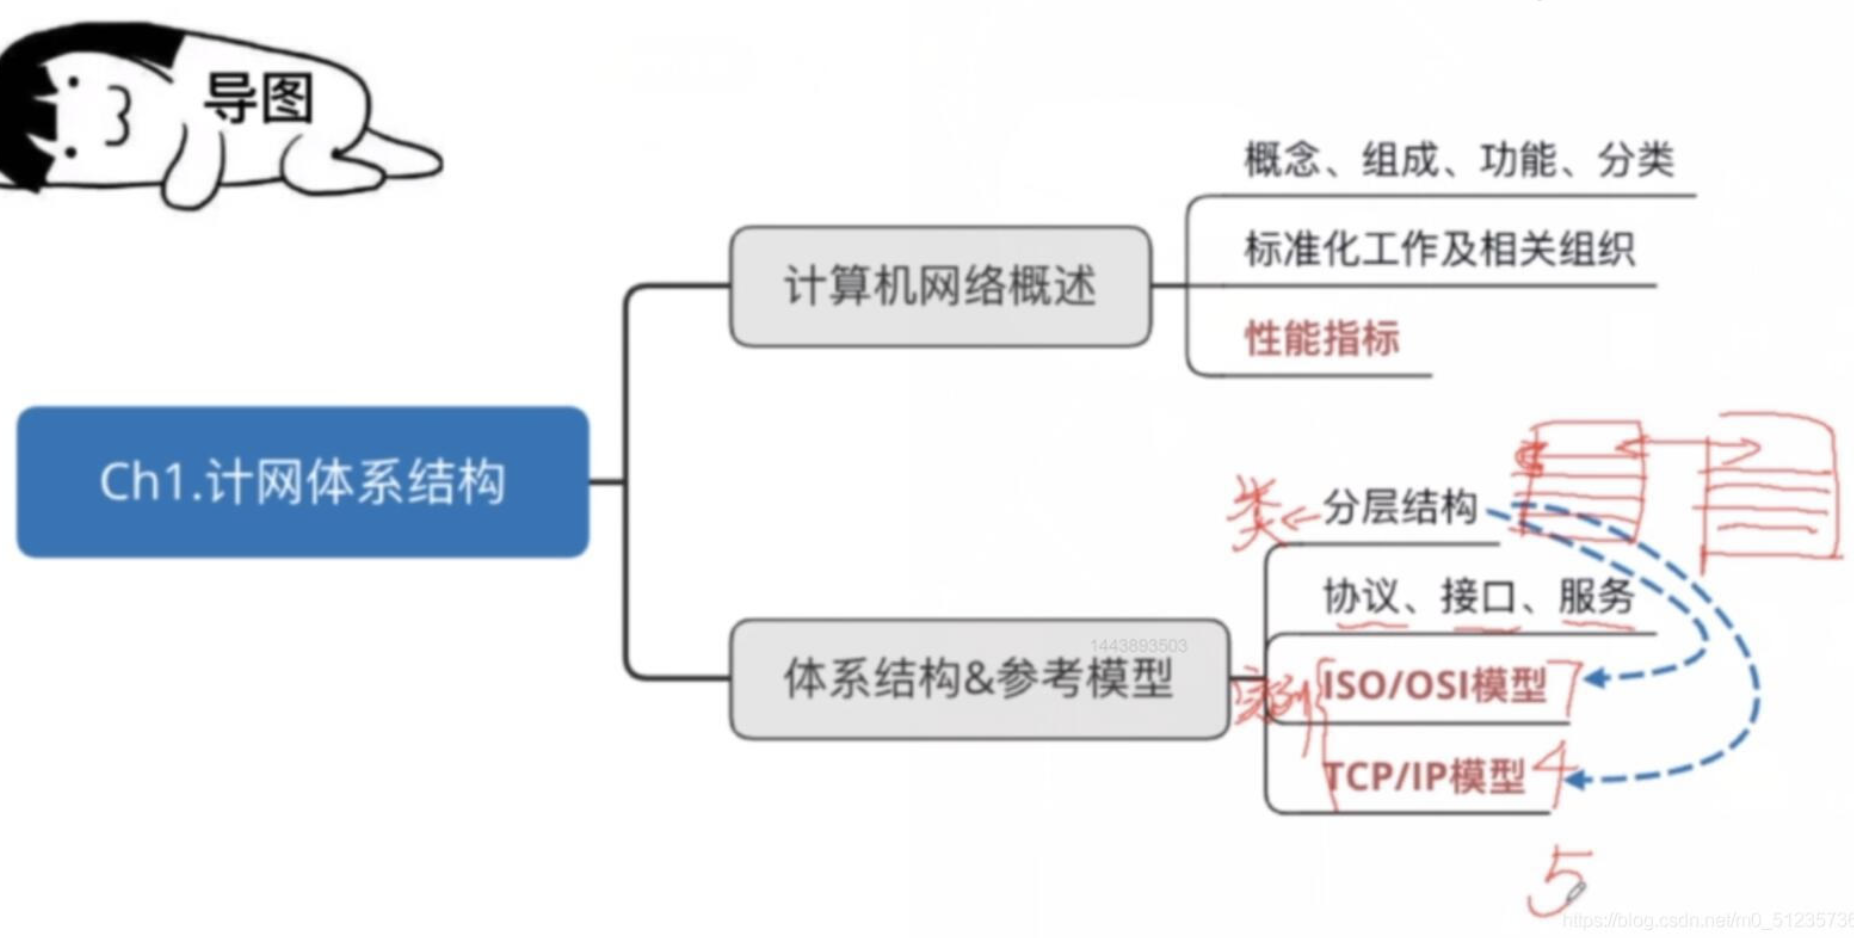 导图
概念、组成、功能、分类
标准化工作及相关组织
计算机网络概述
性能指标
Ch1.计网体系结构
类
分层结构
协议、接口、服务
1443893503
体系结构&参考模型
实例
ISO/OSI模型
7
TCP/IP模型
4
5
https://blog.csdn.net/m0_51235736